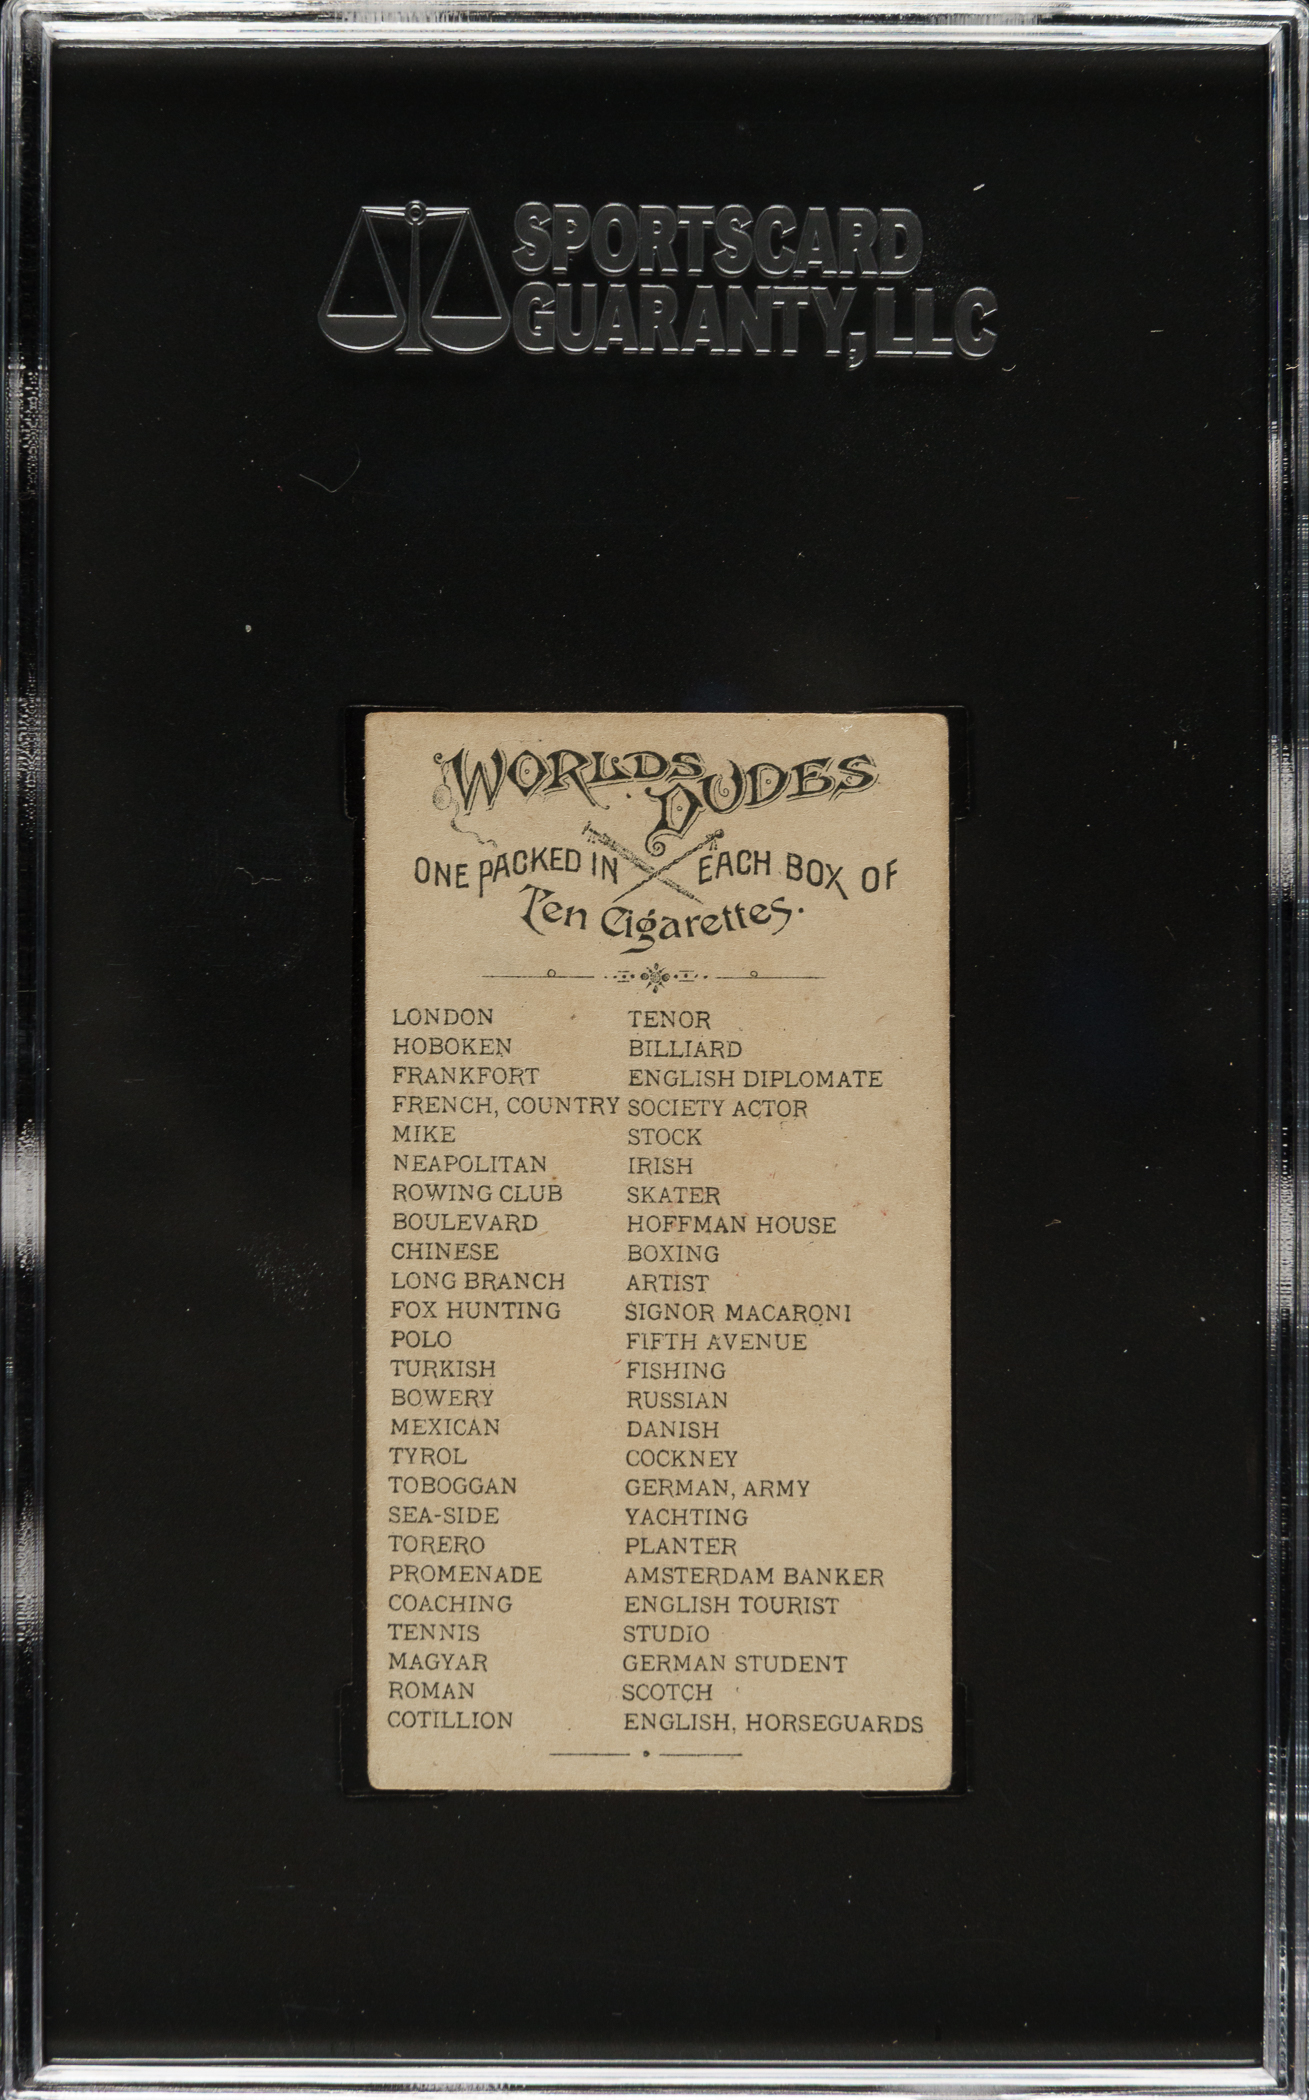 SPORTSCARD
GUARANTY, LLC
WORLDS DUDES
ONE PACKED IN EACH BOX OF
Ten Cigarettes.
LONDON
HOBOKEN
FRANKFORT
FRENCH, COUNTRY
MIKE
NEAPOLITAN
ROWING CLUB
BOULEVARD
CHINESE
LONG BRANCH
FOX HUNTING
POLO
TURKISH
BOWERY
MEXICAN
TYROL
TOBOGGAN
SEA-SIDE
TORERO
PROMENADE
COACHING
TENNIS
MAGYAR
ROMAN
COTILLION
TENOR
BILLIARD
ENGLISH DIPLOMATE
SOCIETY ACTOR
STOCK
IRISH
SKATER
HOFFMAN HOUSE
BOXING
ARTIST
SIGNOR MACARONI
FIFTH AVENUE
FISHING
RUSSIAN
DANISH
COCKNEY
GERMAN, ARMY
YACHTING
PLANTER
AMSTERDAM BANKER
ENGLISH TOURIST
STUDIO
GERMAN STUDENT
SCOTCH
ENGLISH, HORSEGUARDS